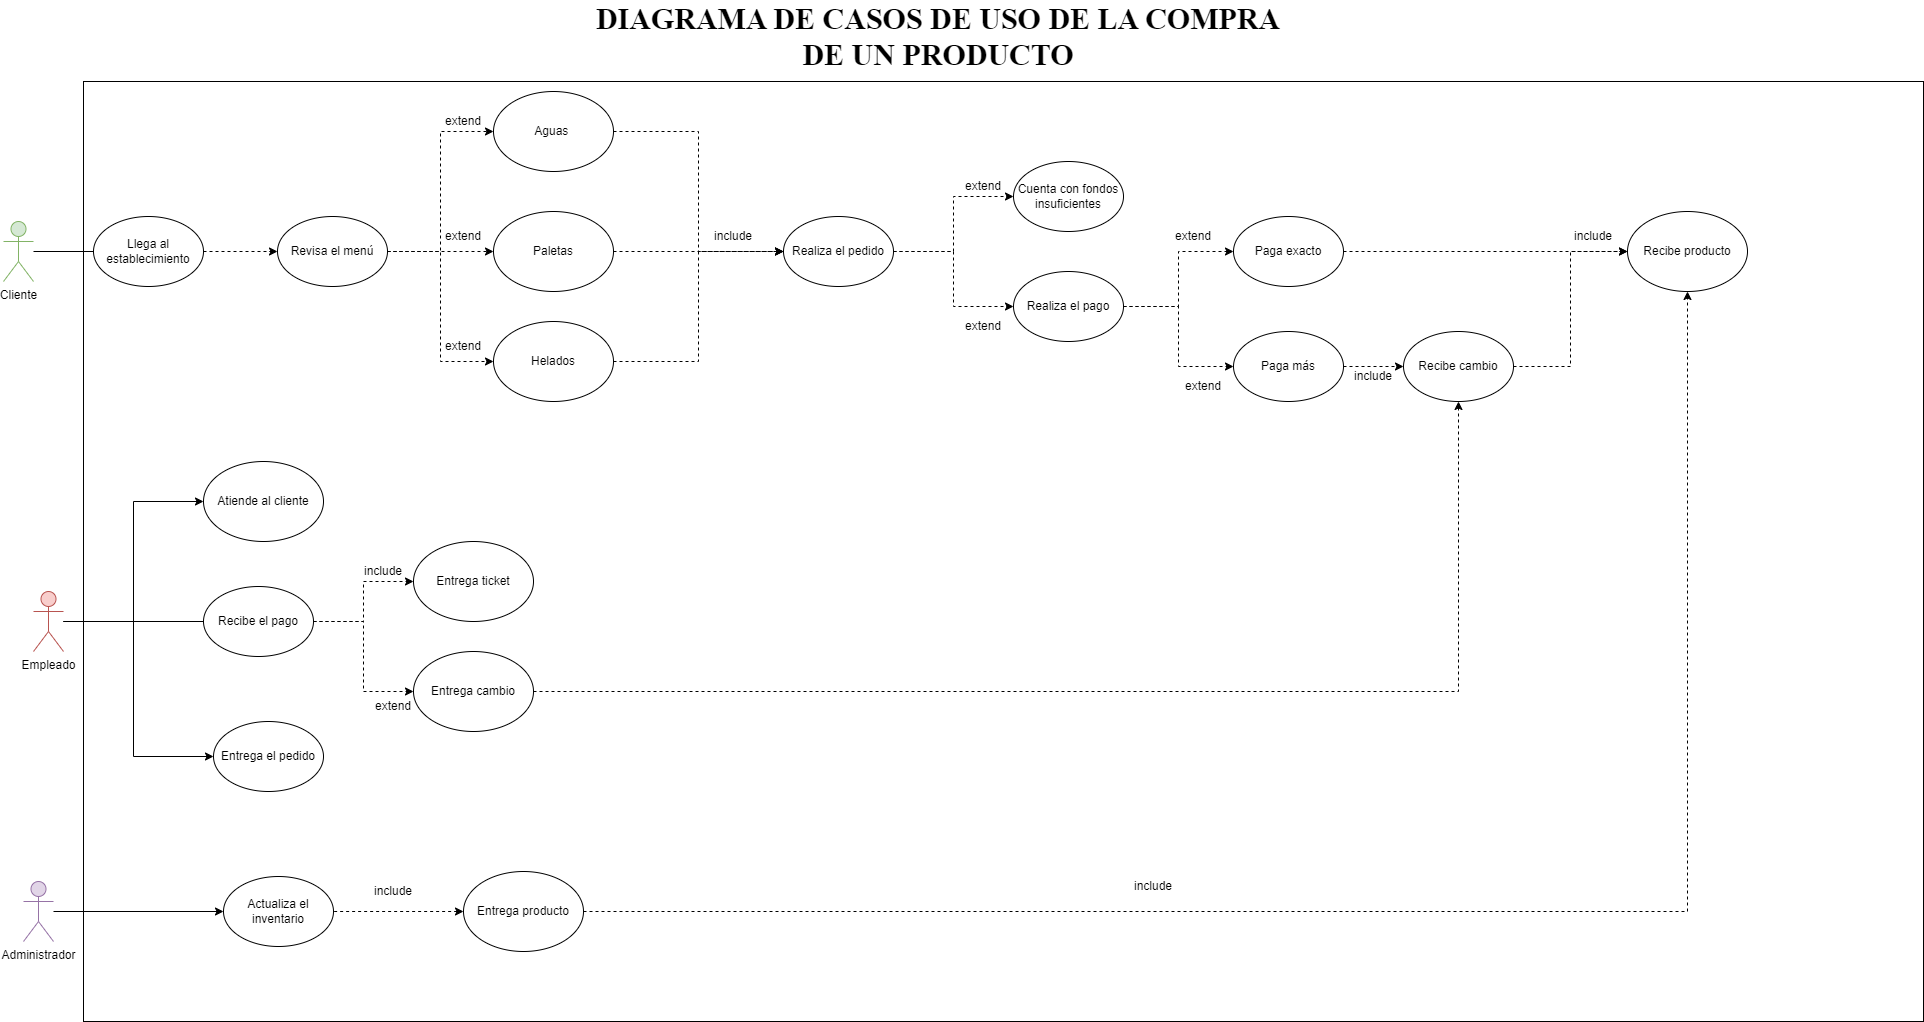 DIAGRAMA DE CASOS DE USO DE LA COMPRA
DE UN PRODUCTO
extend
Aguas
Cliente
Llega al
establecimiento
Revisa el menú
extend
Paletas
extend
Helados
include
Realiza el pedido
extend
Cuenta con fondos
insuficientes
extend
Realiza el pago
extend
Paga exacto
extend
Paga más
include
Recibe cambio
include
Recibe producto
Empleado
Atiende al cliente
Recibe el pago
include
Entrega ticket
extend
Entrega cambio
Entrega el pedido
Administrador
Actualiza el
inventario
include
Entrega producto
include